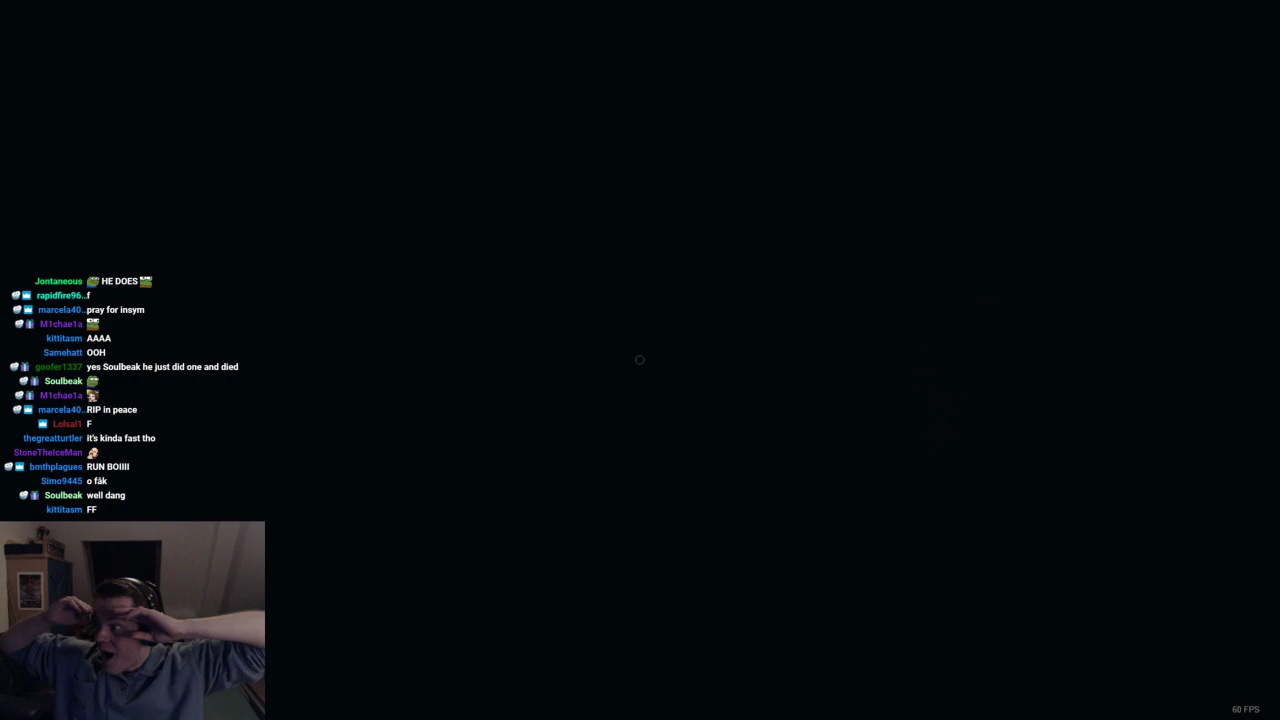 Jontaneous HE DOES
rapidfire96...f
marcela40...pray for insym
M1chae1a
kittitasm AAAA
Samehatt OOH
goofer1337 yes Soulbeak he just did one and died
Soulbeak
M1chae1a
marcela40...RIP in peace
Lolsal1 F
thegreatturtler it's kinda fast tho
StoneTheIceMan
bmthplagues RUN BOIIII
Simo9445 o fåk
Soulbeak well dang
kittitasm FF
60 FPS